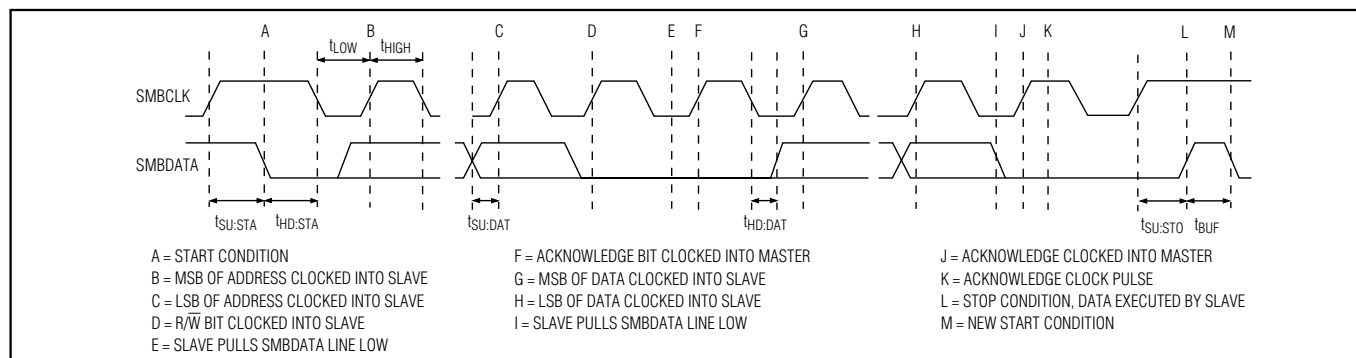 A B C D E F G H I J K L M
tLOW tHIGH
SMBCLK
SMBDATA
tSU:STA tHD:STA tSU:DAT tHD:DAT tSU:STO tBUF
A = START CONDITION
B = MSB OF ADDRESS CLOCKED INTO SLAVE
C = LSB OF ADDRESS CLOCKED INTO SLAVE
D = R/W̅ BIT CLOCKED INTO SLAVE
E = SLAVE PULLS SMBDATA LINE LOW
F = ACKNOWLEDGE BIT CLOCKED INTO MASTER
G = MSB OF DATA CLOCKED INTO SLAVE
H = LSB OF DATA CLOCKED INTO SLAVE
I = SLAVE PULLS SMBDATA LINE LOW
J = ACKNOWLEDGE CLOCKED INTO MASTER
K = ACKNOWLEDGE CLOCK PULSE
L = STOP CONDITION, DATA EXECUTED BY SLAVE
M = NEW START CONDITION